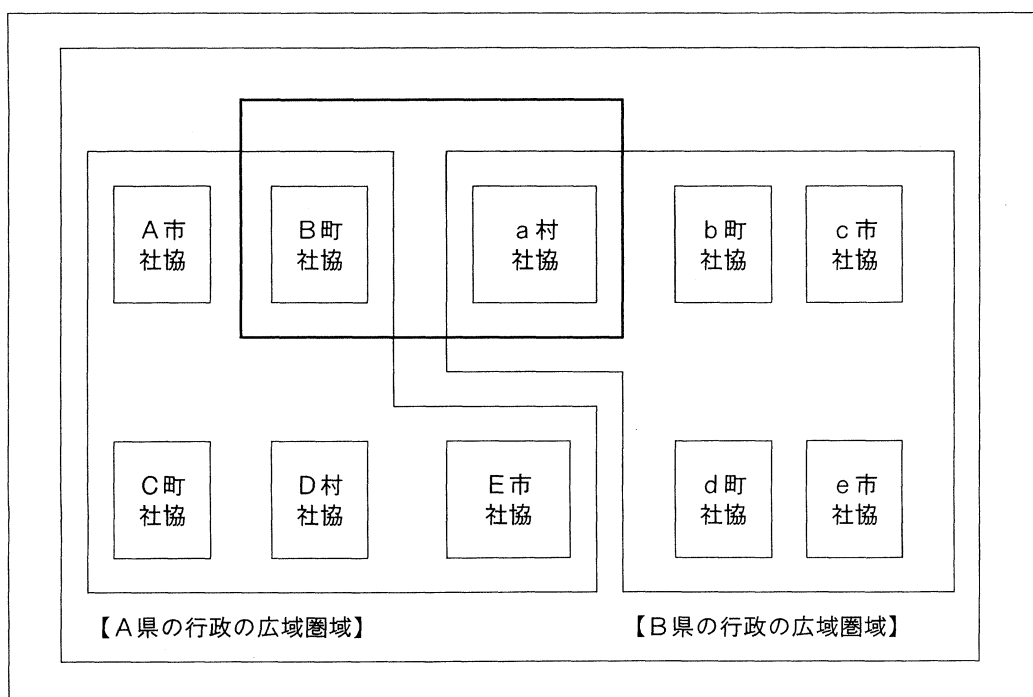 A市
社協
B町
社協
a村
社協
b町
社協
c市
社協
C町
社協
D村
社協
E市
社協
d町
社協
e市
社協
【A県の行政の広域圏域】
【B県の行政の広域圏域】